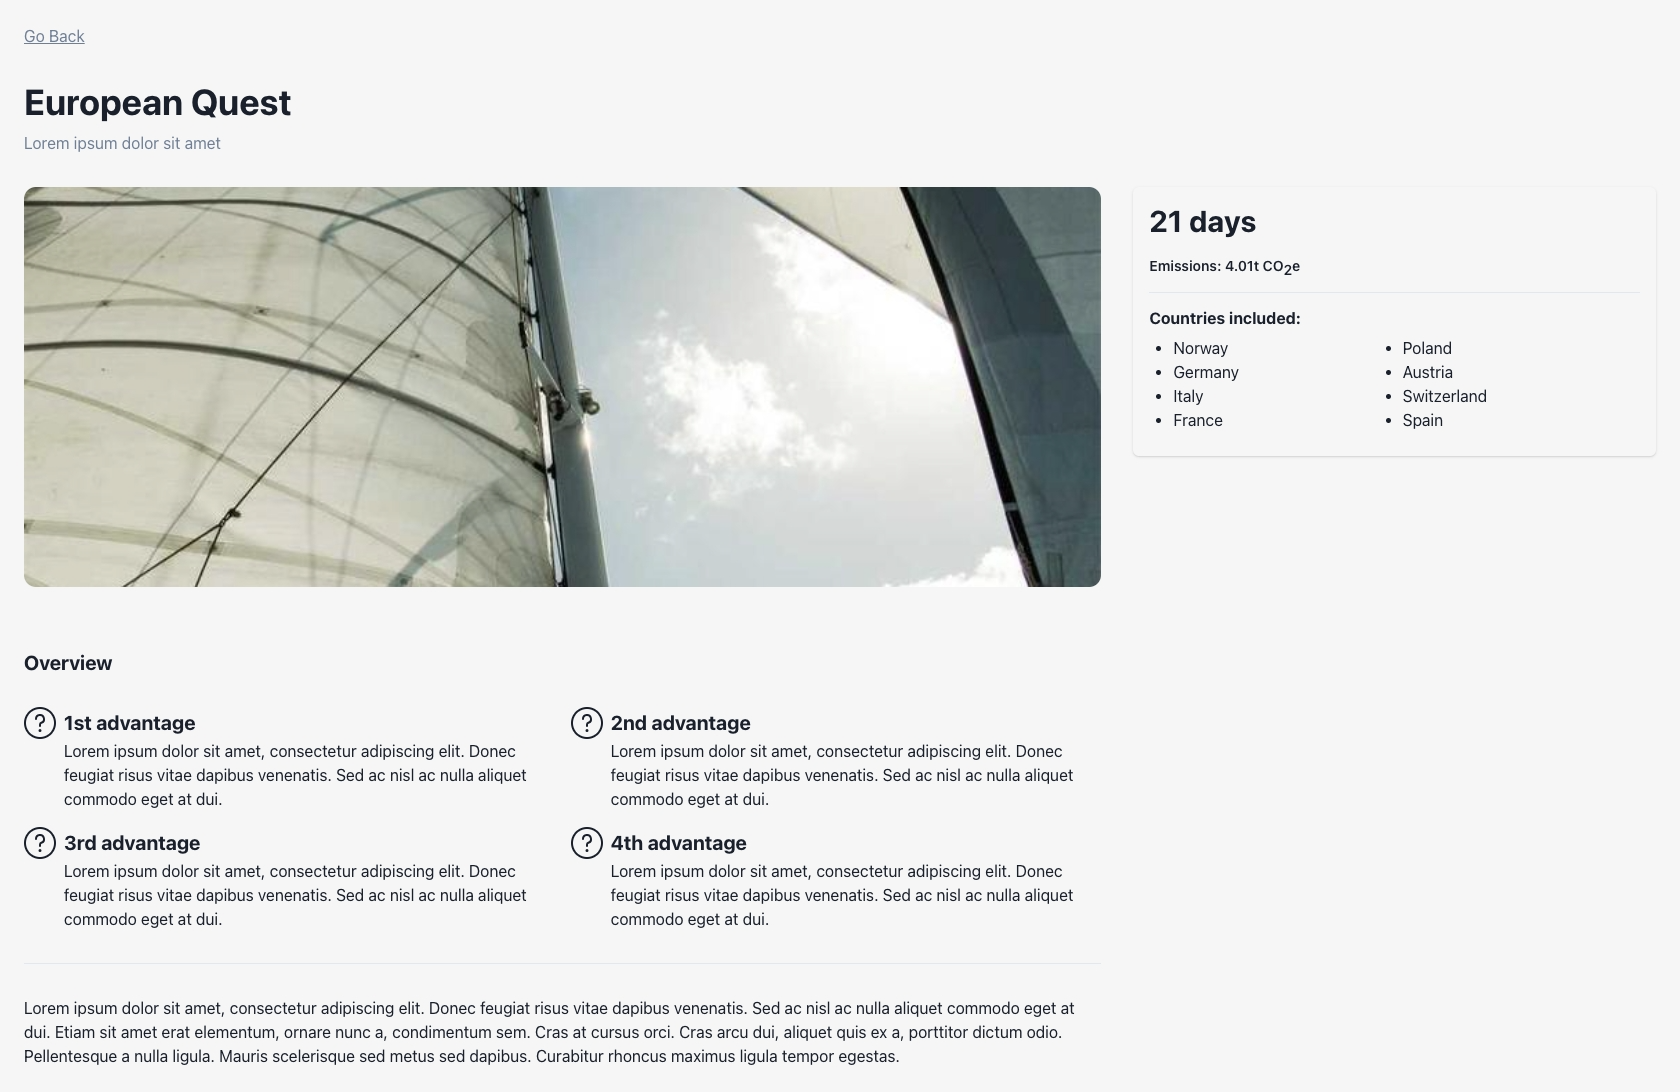 Go Back
European Quest
Lorem ipsum dolor sit amet
21 days
Emissions: 4.01t CO2e
Countries included:
Norway
Germany
Italy
France
Poland
Austria
Switzerland
Spain
Overview
1st advantage
Lorem ipsum dolor sit amet, consectetur adipiscing elit. Donec
feugiat risus vitae dapibus venenatis. Sed ac nisl ac nulla aliquet
commodo eget at dui.
2nd advantage
Lorem ipsum dolor sit amet, consectetur adipiscing elit. Donec
feugiat risus vitae dapibus venenatis. Sed ac nisl ac nulla aliquet
commodo eget at dui.
3rd advantage
Lorem ipsum dolor sit amet, consectetur adipiscing elit. Donec
feugiat risus vitae dapibus venenatis. Sed ac nisl ac nulla aliquet
commodo eget at dui.
4th advantage
Lorem ipsum dolor sit amet, consectetur adipiscing elit. Donec
feugiat risus vitae dapibus venenatis. Sed ac nisl ac nulla aliquet
commodo eget at dui.
Lorem ipsum dolor sit amet, consectetur adipiscing elit. Donec feugiat risus vitae dapibus venenatis. Sed ac nisl ac nulla aliquet commodo eget at
dui. Etiam sit amet erat elementum, ornare nunc a, condimentum sem. Cras at cursus orci. Cras arcu dui, aliquet quis ex a, porttitor dictum odio.
Pellentesque a nulla ligula. Mauris scelerisque sed metus sed dapibus. Curabitur rhoncus maximus ligula tempor egestas.